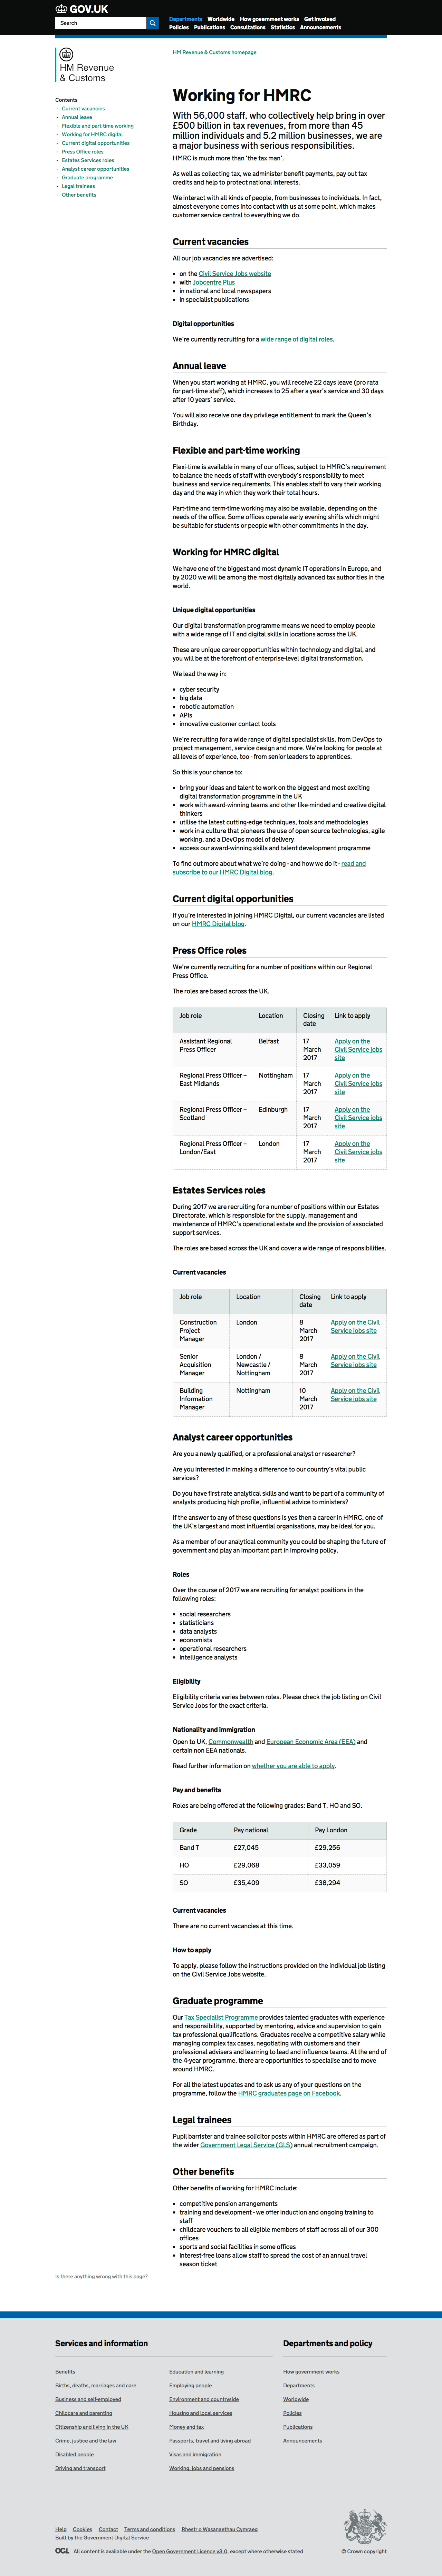 GOV.UK
Search
Departments Worldwide How government works Get involved
Policies Publications Consultations Statistics Announcements
HM Revenue
& Customs
HM Revenue & Customs homepage
Contents
Current vacancies
Annual leave
Flexible and part-time working
Working for HMRC digital
Current digital opportunities
Press Office roles
Estates Services roles
Analyst career opportunities
Graduate programme
Legal trainees
Other benefits
Working for HMRC
With 56,000 staff, who collectively help bring in over
£500 billion in tax revenues, from more than 45
million individuals and 5.2 million businesses, we are
a major business with serious responsibilities.
HMRC is much more than 'the tax man'.
As well as collecting tax, we administer benefit payments, pay out tax
credits and help to protect national interests.
We interact with all kinds of people, from businesses to individuals. In fact,
almost everyone comes into contact with us at some point, which makes
customer service central to everything we do.
Current vacancies
All our job vacancies are advertised:
• on the Civil Service Jobs website
• with Jobcentre Plus
• in national and local newspapers
• in specialist publications
Digital opportunities
We're currently recruiting for a wide range of digital roles.
Annual leave
When you start working at HMRC, you will receive 22 days leave (pro rata
for part-time staff), which increases to 25 after a year's service and 30 days
after 10 years' service.
You will also receive one day privilege entitlement to mark the Queen's
Birthday.
Flexible and part-time working
Flexi-time is available in many of our offices, subject to HMRC's requirement
to balance the needs of staff with everybody's responsibility to meet
business and service requirements. This enables staff to vary their working
day and the way in which they work their total hours.
Part-time and term-time working may also be available, depending on the
needs of the office. Some offices operate early evening shifts which might
be suitable for students or people with other commitments in the day.
Working for HMRC digital
We have one of the biggest and most dynamic IT operations in Europe, and
by 2020 we will be among the most digitally advanced tax authorities in the
world.
Unique digital opportunities
Our digital transformation programme means we need to employ people
with a wide range of IT and digital skills in locations across the UK.
These are unique career opportunities within technology and digital, and
you will be at the forefront of enterprise-level digital transformation.
We lead the way in:
• cyber security
• big data
• robotic automation
• APIs
• innovative customer contact tools
We're recruiting for a wide range of digital specialist skills, from DevOps to
project management, service design and more. We're looking for people at
all levels of experience, too - from senior leaders to apprentices.
So this is your chance to:
• bring your ideas and talent to work on the biggest and most exciting
digital transformation programme in the UK
• work with award-winning teams and other like-minded and creative digital
thinkers
• utilise the latest cutting-edge techniques, tools and methodologies
• work in a culture that pioneers the use of open source technologies, agile
working, and a DevOps model of delivery
• access our award-winning skills and talent development programme
To find out more about what we're doing - and how we do it - read and
subscribe to our HMRC Digital blog.
Current digital opportunities
If you're interested in joining HMRC Digital, our current vacancies are listed
on our HMRC Digital blog.
Press Office roles
We're currently recruiting for a number of positions within our Regional
Press Office.
The roles are based across the UK.
Job role Location Closing date Link to apply
Assistant Regional Press Officer Belfast 17 March 2017 Apply on the Civil Service jobs site
Regional Press Officer – East Midlands Nottingham 17 March 2017 Apply on the Civil Service jobs site
Regional Press Officer – Scotland Edinburgh 17 March 2017 Apply on the Civil Service jobs site
Regional Press Officer – London/East London 17 March 2017 Apply on the Civil Service jobs site
Estates Services roles
During 2017 we are recruiting for a number of positions within our Estates
Directorate, which is responsible for the supply, management and
maintenance of HMRC's operational estate and the provision of associated
support services.
The roles are based across the UK and cover a wide range of responsibilities.
Current vacancies
Job role Location Closing date Link to apply
Construction Project Manager London 8 March 2017 Apply on the Civil Service jobs site
Senior Acquisition Manager London / Newcastle / Nottingham 8 March 2017 Apply on the Civil Service jobs site
Building Information Manager Nottingham 10 March 2017 Apply on the Civil Service jobs site
Analyst career opportunities
Are you a newly qualified, or a professional analyst or researcher?
Are you interested in making a difference to our country's vital public
services?
Do you have first rate analytical skills and want to be part of a community of
analysts producing high profile, influential advice to ministers?
If the answer to any of these questions is yes then a career in HMRC, one of
the UK's largest and most influential organisations, may be ideal for you.
As a member of our analytical community you could be shaping the future of
government and play an important part in improving policy.
Roles
Over the course of 2017 we are recruiting for analyst positions in the
following roles:
• social researchers
• statisticians
• data analysts
• economists
• operational researchers
• intelligence analysts
Eligibility
Eligibility criteria varies between roles. Please check the job listing on Civil
Service Jobs for the exact criteria.
Nationality and immigration
Open to UK, Commonwealth and European Economic Area (EEA) and
certain non EEA nationals.
Read further information on whether you are able to apply.
Pay and benefits
Roles are being offered at the following grades: Band T, HO and SO.
Grade Pay national Pay London
Band T £27,045 £29,256
HO £29,068 £33,059
SO £35,409 £38,294
Current vacancies
There are no current vacancies at this time.
How to apply
To apply, please follow the instructions provided on the individual job listing
on the Civil Service Jobs website.
Graduate programme
Our Tax Specialist Programme provides talented graduates with experience
and responsibility, supported by mentoring, advice and supervision to gain
tax professional qualifications. Graduates receive a competitive salary while
managing complex tax cases, negotiating with customers and their
professional advisers and learning to lead and influence teams. At the end of
the 4-year programme, there are opportunities to specialise and to move
around HMRC.
For all the latest updates and to ask us any of your questions on the
programme, follow the HMRC graduates page on Facebook.
Legal trainees
Pupil barrister and trainee solicitor posts within HMRC are offered as part of
the wider Government Legal Service (GLS) annual recruitment campaign.
Other benefits
Other benefits of working for HMRC include:
• competitive pension arrangements
• training and development - we offer induction and ongoing training to
staff
• childcare vouchers to all eligible members of staff across all of our 300
offices
• sports and social facilities in some offices
• interest-free loans allow staff to spread the cost of an annual travel
season ticket
Is there anything wrong with this page?
Services and information
Benefits
Births, deaths, marriages and care
Business and self-employed
Childcare and parenting
Citizenship and living in the UK
Crime, justice and the law
Disabled people
Driving and transport
Education and learning
Employing people
Environment and countryside
Housing and local services
Money and tax
Passports, travel and living abroad
Visas and immigration
Working, jobs and pensions
Departments and policy
How government works
Departments
Worldwide
Policies
Publications
Announcements
Help Cookies Contact Terms and conditions Rhestr o Wasanaethau Cymraeg
Built by the Government Digital Service
OGL All content is available under the Open Government Licence v3.0, except where otherwise stated
© Crown copyright